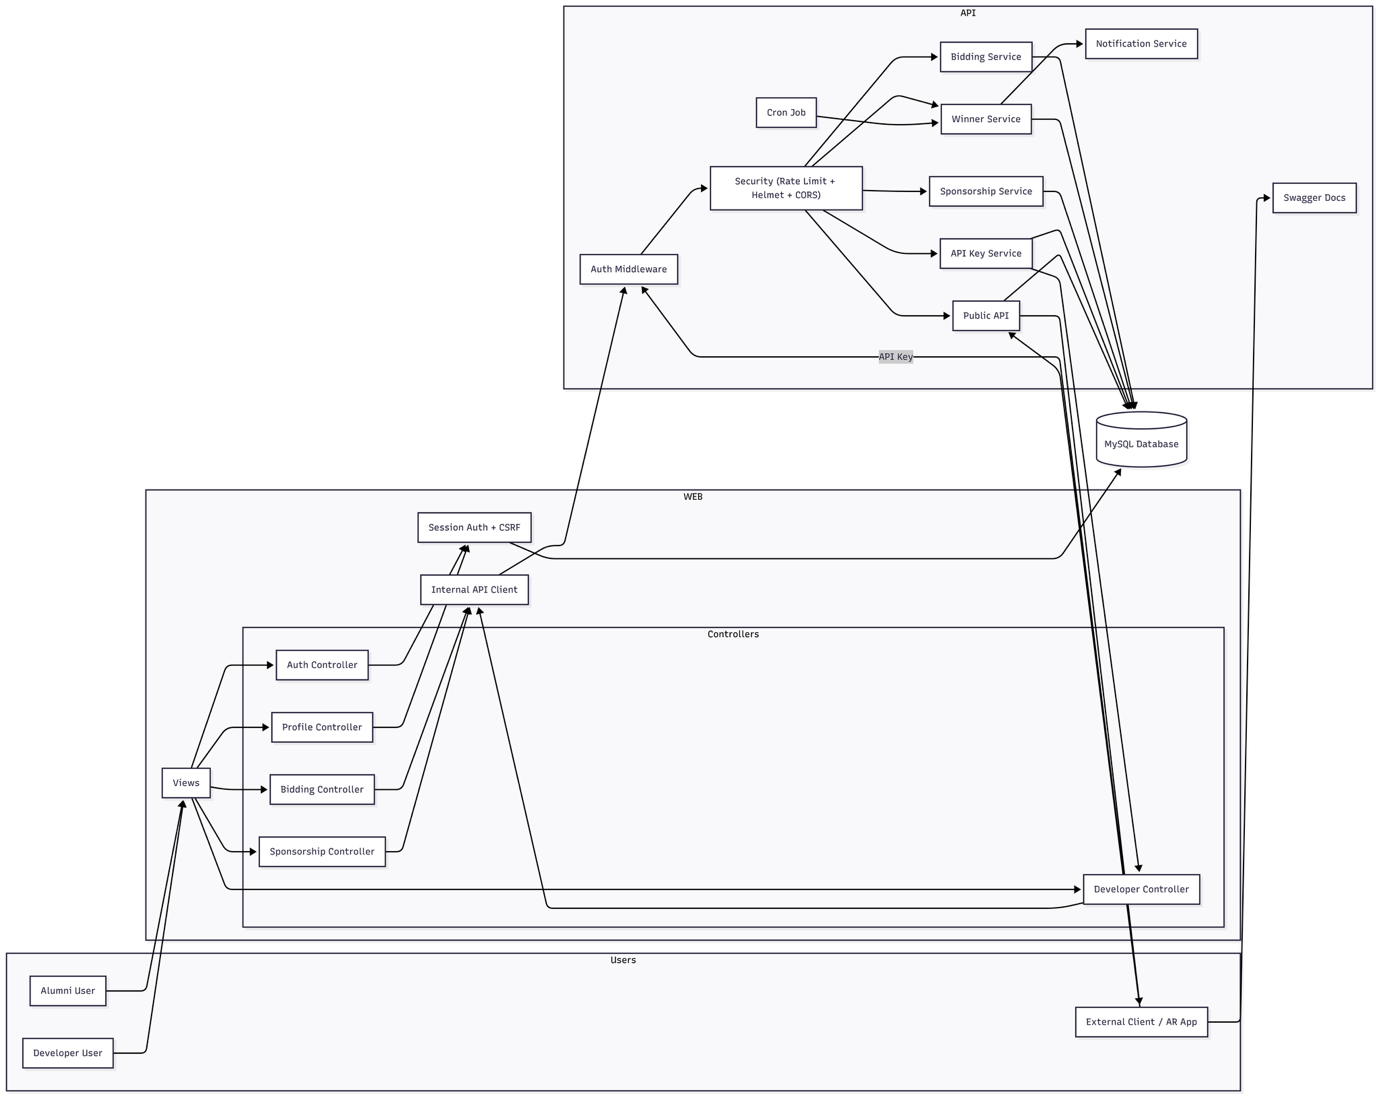 API
Notification Service
Bidding Service
Cron Job
Winner Service
Security (Rate Limit +
Helmet + CORS)
Sponsorship Service
Swagger Docs
API Key Service
Auth Middleware
Public API
API Key
MySQL Database
WEB
Session Auth + CSRF
Internal API Client
Controllers
Auth Controller
Profile Controller
Views
Bidding Controller
Sponsorship Controller
Developer Controller
Users
Alumni User
External Client / AR App
Developer User